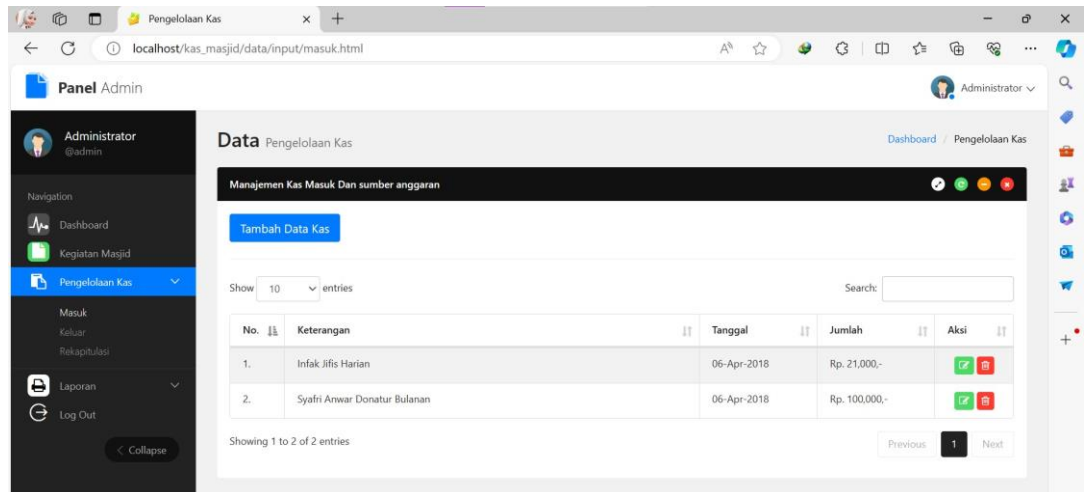 Pengelolaan Kas
localhost/kas_masjid/data/input/masuk.html
Panel Admin
Administrator
Administrator
@admin
Navigation
Dashboard
Kegiatan Masjid
Pengelolaan Kas
Masuk
Keluar
Rekapitulasi
Laporan
Log Out
Collapse
Data Pengelolaan Kas
Dashboard / Pengelolaan Kas
Manajemen Kas Masuk Dan sumber anggaran
Tambah Data Kas
Show 10 entries
Search:
No. Keterangan Tanggal Jumlah Aksi
1. Infak Jifis Harian 06-Apr-2018 Rp. 21,000,-
2. Syafri Anwar Donatur Bulanan 06-Apr-2018 Rp. 100,000,-
Showing 1 to 2 of 2 entries
Previous 1 Next